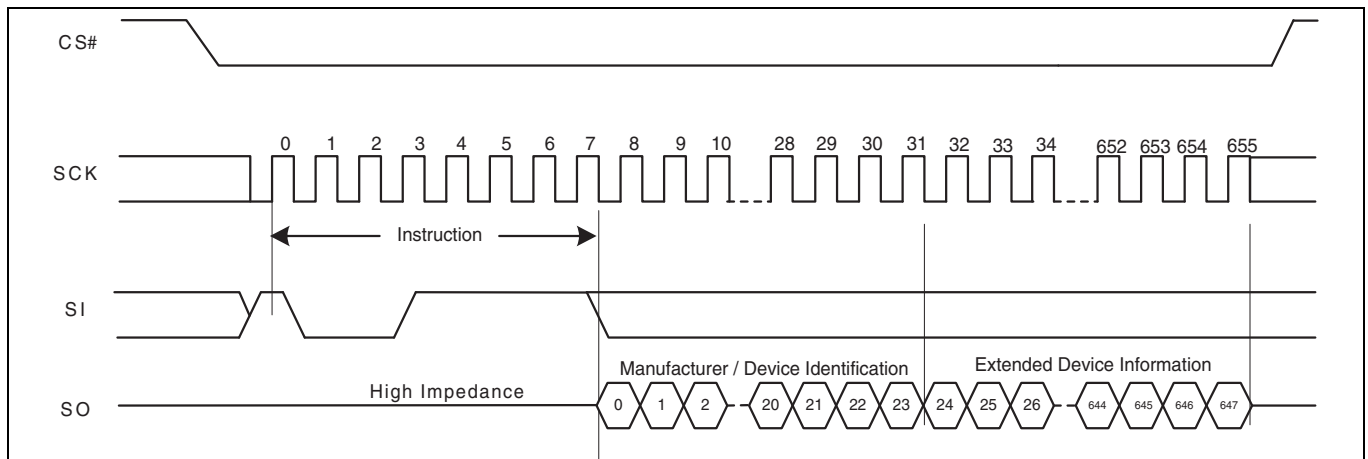 CS#
0 1 2 3 4 5 6 7 8 9 10 28 29 30 31 32 33 34 652 653 654 655
SCK
Instruction
SI
Manufacturer / Device Identification Extended Device Information
High Impedance
SO 0 1 2 20 21 22 23 24 25 26 644 645 646 647